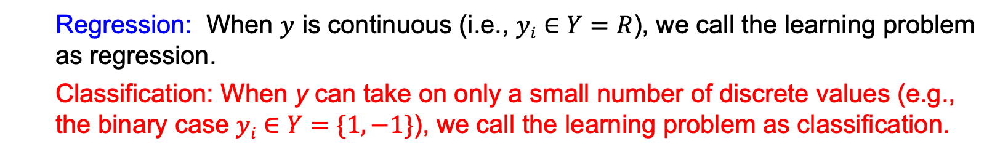 Regression: When y is continuous (i.e., yᵢ ∈ Y = R), we call the learning problem
as regression.
Classification: When y can take on only a small number of discrete values (e.g.,
the binary case yᵢ ∈ Y = {1, −1}), we call the learning problem as classification.